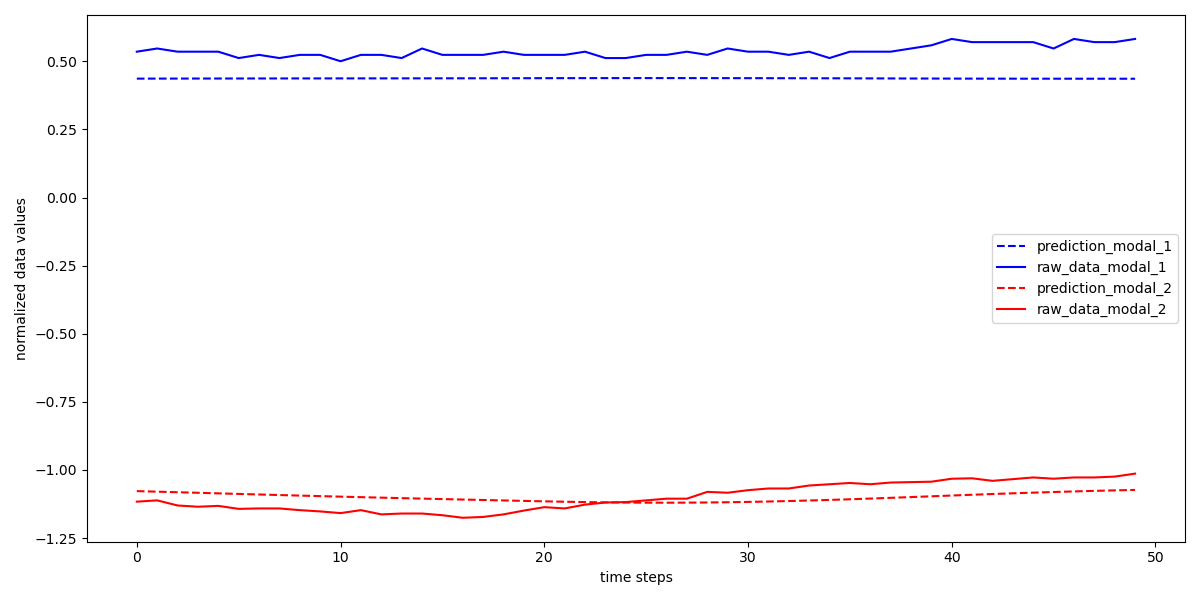 0.50
0.25
0.00
−0.25
−0.50
−0.75
−1.00
−1.25
normalized data values
0 10 20 30 40 50
time steps
prediction_modal_1
raw_data_modal_1
prediction_modal_2
raw_data_modal_2